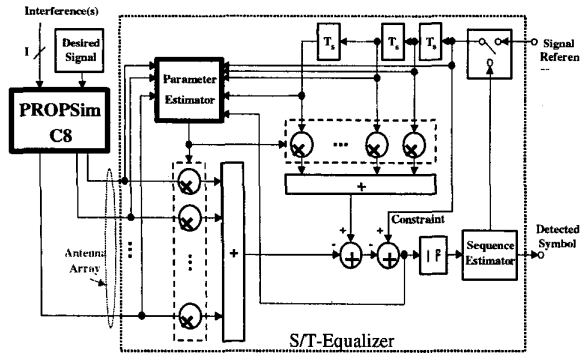 Interference(s)
I
Desired
Signal
PROPSim
C8
Antenna
Array
Parameter
Estimator
Ts
Ts
Ts
Signal
Referen
...
+
+
Constraint
+
-
+
-
+
+
Sequence
Estimator
Detected
Symbol
S/T-Equalizer